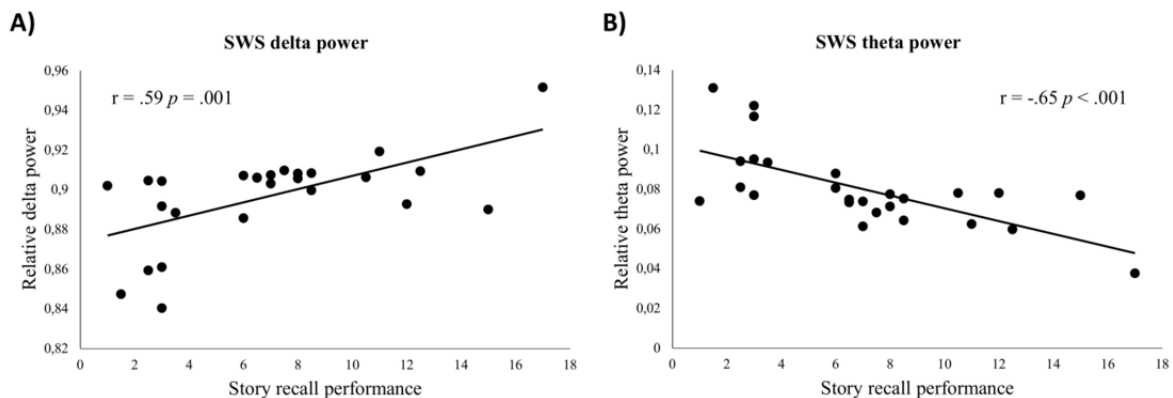 A)
SWS delta power
r = .59 p = .001
Relative delta power
0,96
0,94
0,92
0,9
0,88
0,86
0,84
0,82
0 2 4 6 8 10 12 14 16 18
Story recall performance
B)
SWS theta power
r = -.65 p < .001
Relative theta power
0,14
0,12
0,1
0,08
0,06
0,04
0,02
0
0 2 4 6 8 10 12 14 16 18
Story recall performance